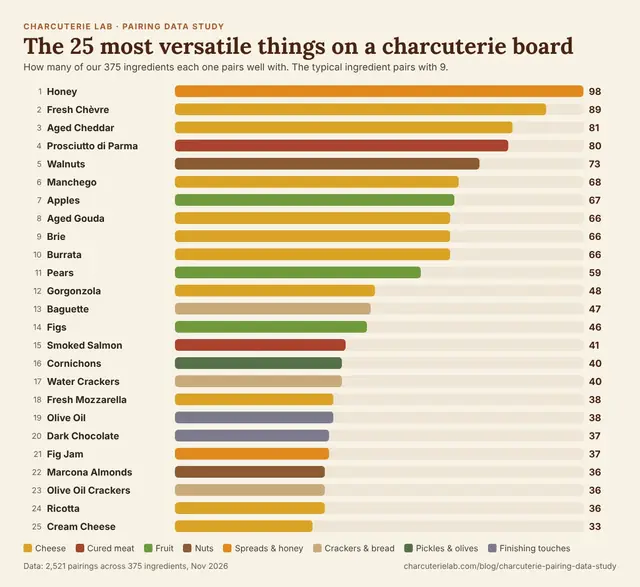 CHARCUTERIE LAB · PAIRING DATA STUDY
The 25 most versatile things on a charcuterie board
How many of our 375 ingredients each one pairs well with. The typical ingredient pairs with 9.
1 Honey 98
2 Fresh Chèvre 89
3 Aged Cheddar 81
4 Prosciutto di Parma 80
5 Walnuts 73
6 Manchego 68
7 Apples 67
8 Aged Gouda 66
9 Brie 66
10 Burrata 66
11 Pears 59
12 Gorgonzola 48
13 Baguette 47
14 Figs 46
15 Smoked Salmon 41
16 Cornichons 40
17 Water Crackers 40
18 Fresh Mozzarella 38
19 Olive Oil 38
20 Dark Chocolate 37
21 Fig Jam 37
22 Marcona Almonds 36
23 Olive Oil Crackers 36
24 Ricotta 36
25 Cream Cheese 33
Cheese Cured meat Fruit Nuts Spreads & honey Crackers & bread Pickles & olives Finishing touches
Data: 2,521 pairings across 375 ingredients, Nov 2026 charcuterielab.com/blog/charcuterie-pairing-data-study